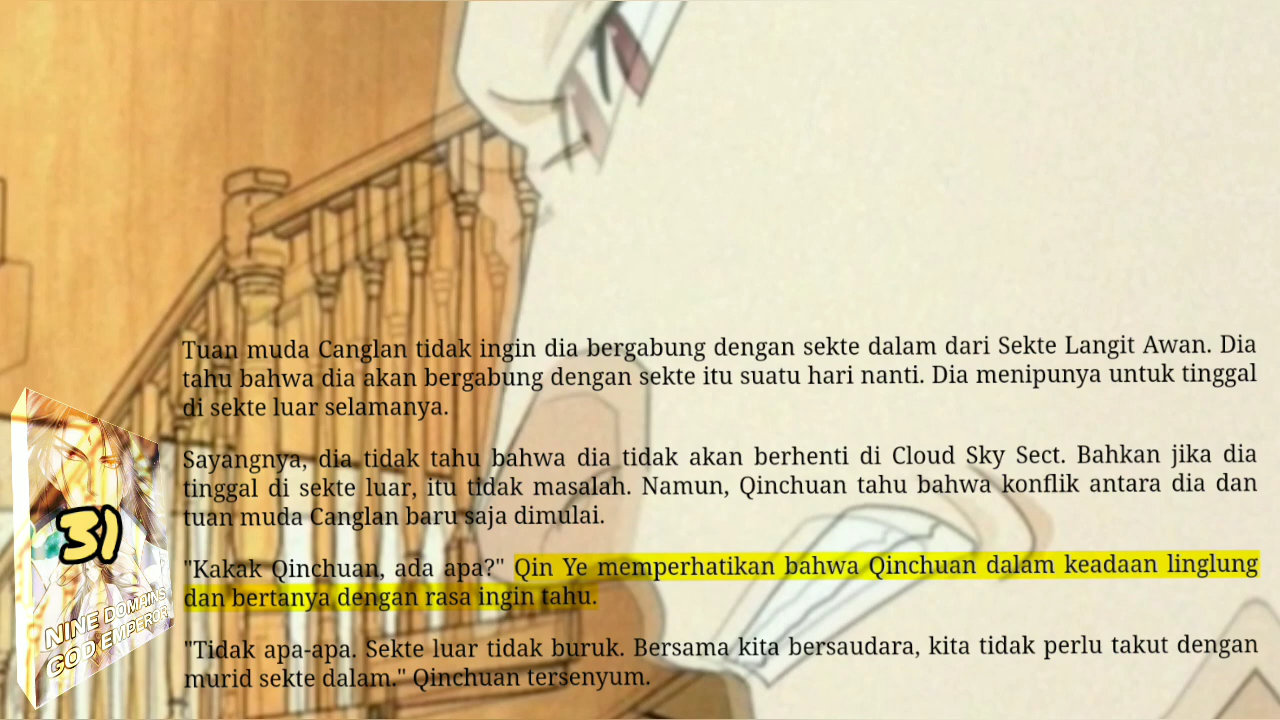 Tuan muda Canglan tidak ingin dia bergabung dengan sekte dalam dari Sekte Langit Awan. Dia
tahu bahwa dia akan bergabung dengan sekte itu suatu hari nanti. Dia menipunya untuk tinggal
di sekte luar selamanya.
Sayangnya, dia tidak tahu bahwa dia tidak akan berhenti di Cloud Sky Sect. Bahkan jika dia
tinggal di sekte luar, itu tidak masalah. Namun, Qinchuan tahu bahwa konflik antara dia dan
tuan muda Canglan baru saja dimulai.
"Kakak Qinchuan, ada apa?" Qin Ye memperhatikan bahwa Qinchuan dalam keadaan linglung
dan bertanya dengan rasa ingin tahu.
"Tidak apa-apa. Sekte luar tidak buruk. Bersama kita bersaudara, kita tidak perlu takut dengan
murid sekte dalam." Qinchuan tersenyum.
31
NINE DOMAINS
GOD EMPEROR